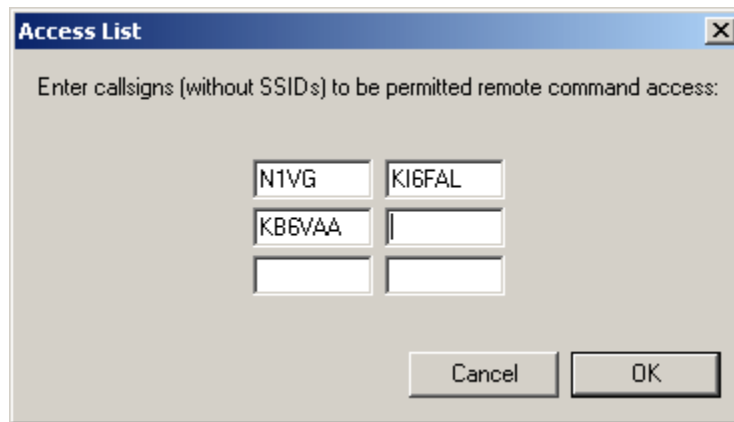 Access List
Enter callsigns (without SSIDs) to be permitted remote command access:
N1VG KI6FAL
KB6VAA
Cancel OK